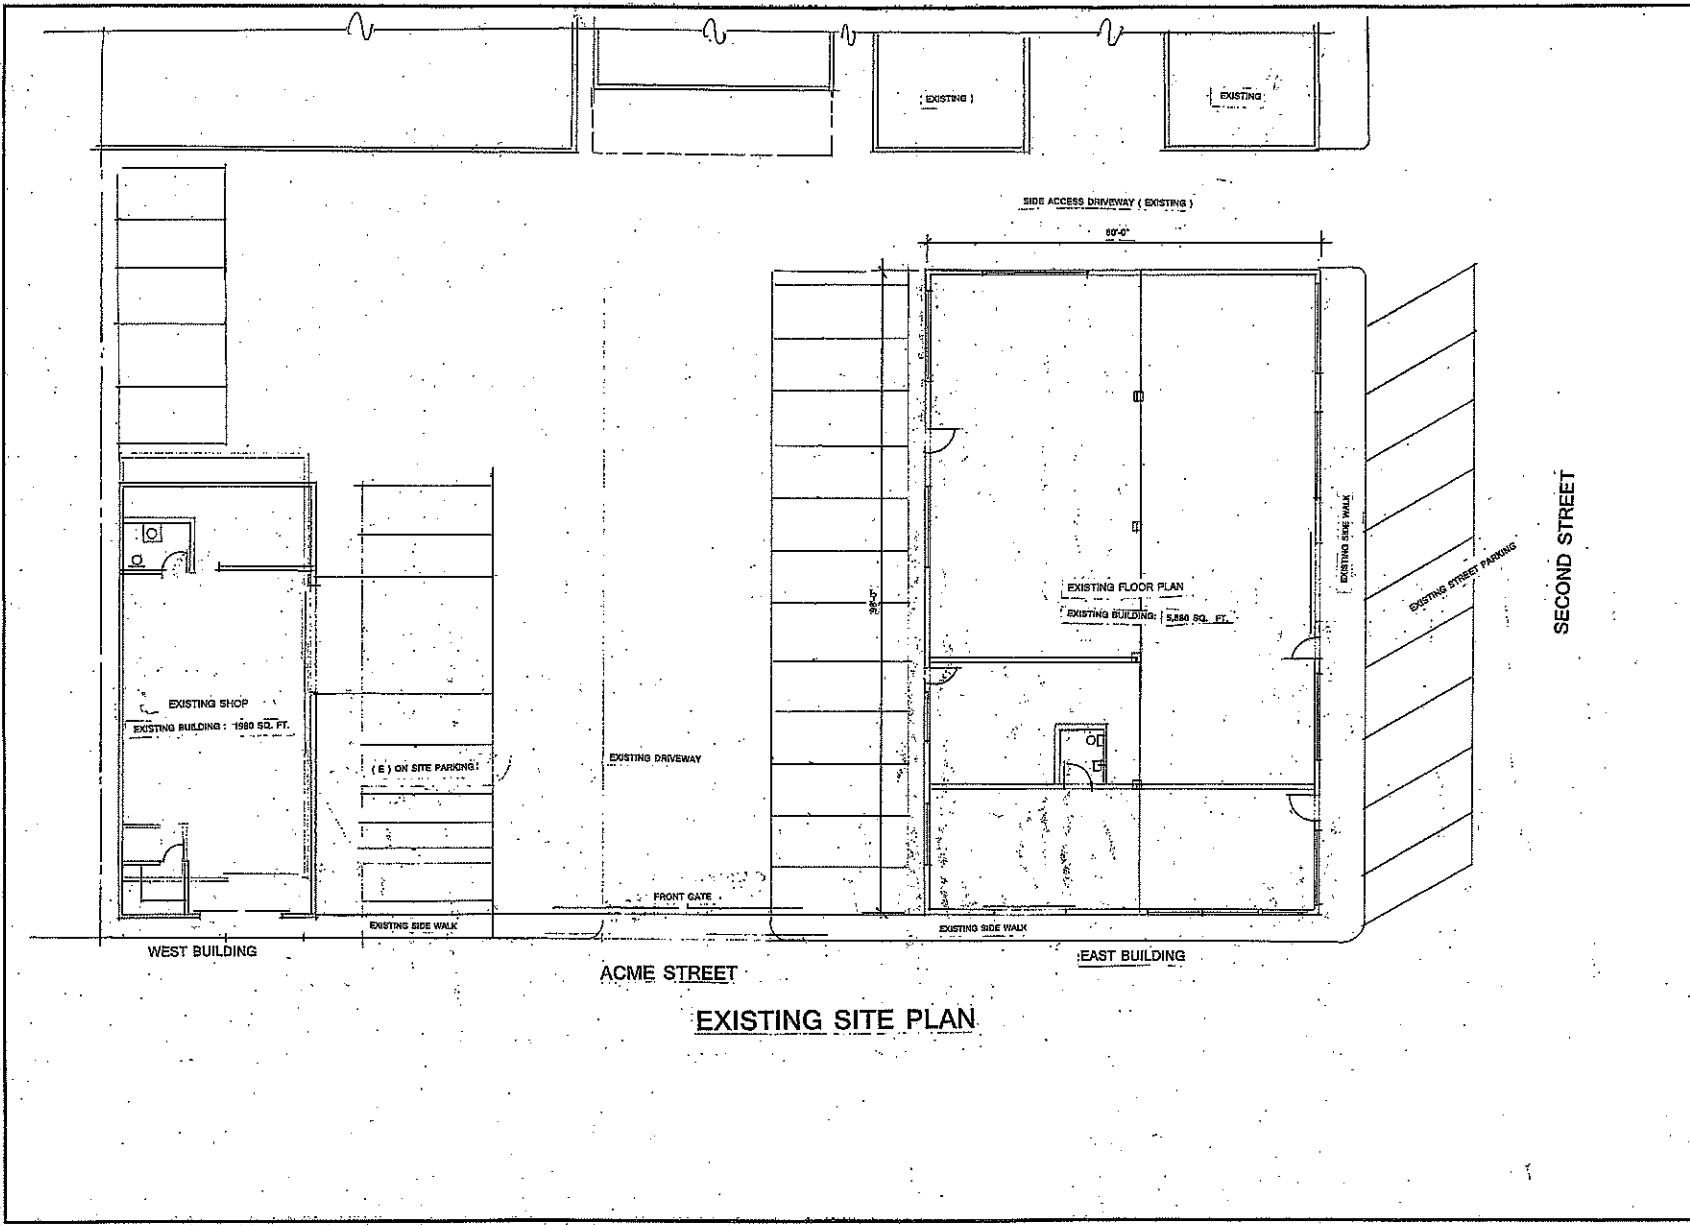 ( EXISTING )
EXISTING
SIDE ACCESS DRIVEWAY ( EXISTING )
60'-0"
98'-0"
EXISTING SIDE WALK
EXISTING STREET PARKING
SECOND STREET
EXISTING FLOOR PLAN
EXISTING BUILDING: 5,880 SQ. FT.
EXISTING SHOP
EXISTING BUILDING : 1980 SQ. FT.
( E ) ON SITE PARKING
EXISTING DRIVEWAY
FRONT GATE
EXISTING SIDE WALK
EXISTING SIDE WALK
WEST BUILDING
EAST BUILDING
ACME STREET
EXISTING SITE PLAN